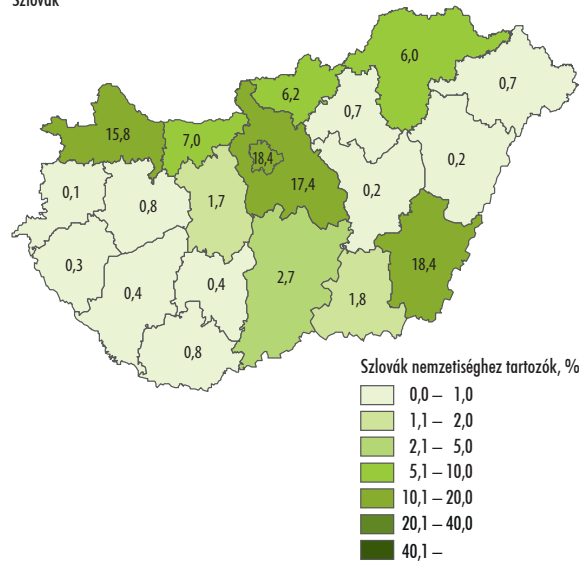 Szlovák
6,0
6,2
0,7
0,7
15,8
7,0
18,4
0,2
17,4
0,1
0,8
1,7
0,2
0,3
0,4
0,4
2,7
1,8
18,4
0,8
Szlovák nemzetiséghez tartozók, %
0,0 – 1,0
1,1 – 2,0
2,1 – 5,0
5,1 – 10,0
10,1 – 20,0
20,1 – 40,0
40,1 –